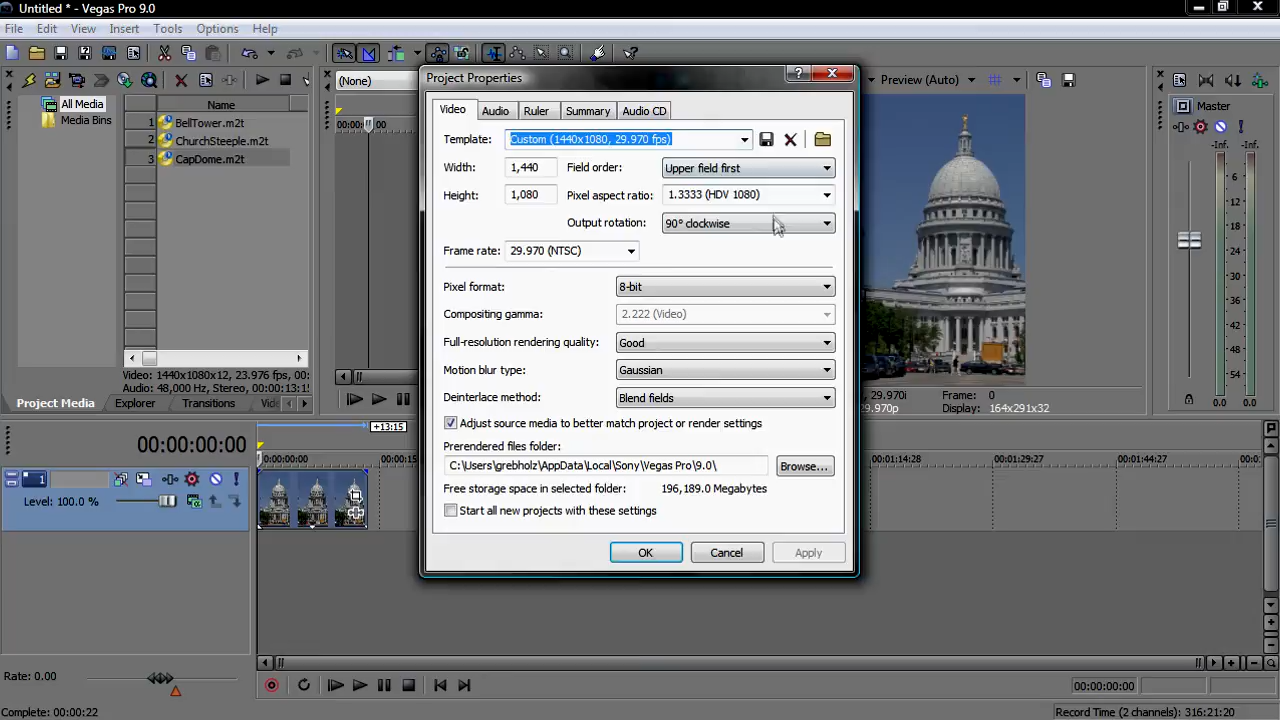 Untitled * - Vegas Pro 9.0
File Edit View Insert Tools Options Help
Project Properties
(None)
Preview (Auto)
All Media
Media Bins
Name
1 BellTower.m2t
2 ChurchSteeple.m2t
3 CapDome.m2t
Video: 1440x1080x12, 23.976 fps
Audio: 48,000 Hz, Stereo, 00:00:13:15
Project Media Explorer Transitions
00:00
Video Audio Ruler Summary Audio CD
Template: Custom (1440x1080, 29.970 fps)
Width: 1,440 Field order: Upper field first
Height: 1,080 Pixel aspect ratio: 1.3333 (HDV 1080)
Output rotation: 90° clockwise
Frame rate: 29.970 (NTSC)
Pixel format: 8-bit
Compositing gamma: 2.222 (Video)
Full-resolution rendering quality: Good
Motion blur type: Gaussian
Deinterlace method: Blend fields
Adjust source media to better match project or render settings
Prerendered files folder:
C:\Users\grebholz\AppData\Local\Sony\Vegas Pro\9.0\ Browse...
Free storage space in selected folder: 196,189.0 Megabytes
Start all new projects with these settings
OK Cancel Apply
29.970i Frame: 0
29.970p Display: 164x291x32
Master
-Inf. -Inf.
6
12
18
24
30
36
42
48
54
0.0 0.0
+13:15
00:00:00:00
00:00:00:00 00:01:14:28 00:01:29:29 00:01:44:27 00:0
1
Level: 100.0 %
Rate: 0.00
00:00:00:00
Complete: 00:00:22
Record Time (2 channels): 316:21:20